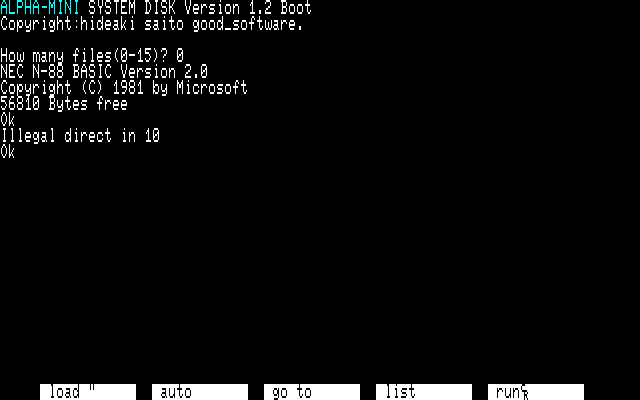 ALPHA-MINI SYSTEM DISK Version 1.2 Boot
Copyright:hideaki saito good_software.
How many files(0-15)? 0
NEC N-88 BASIC Version 2.0
Copyright (C) 1981 by Microsoft
56810 Bytes free
Ok
Illegal direct in 10
Ok
load " auto go to list run␍